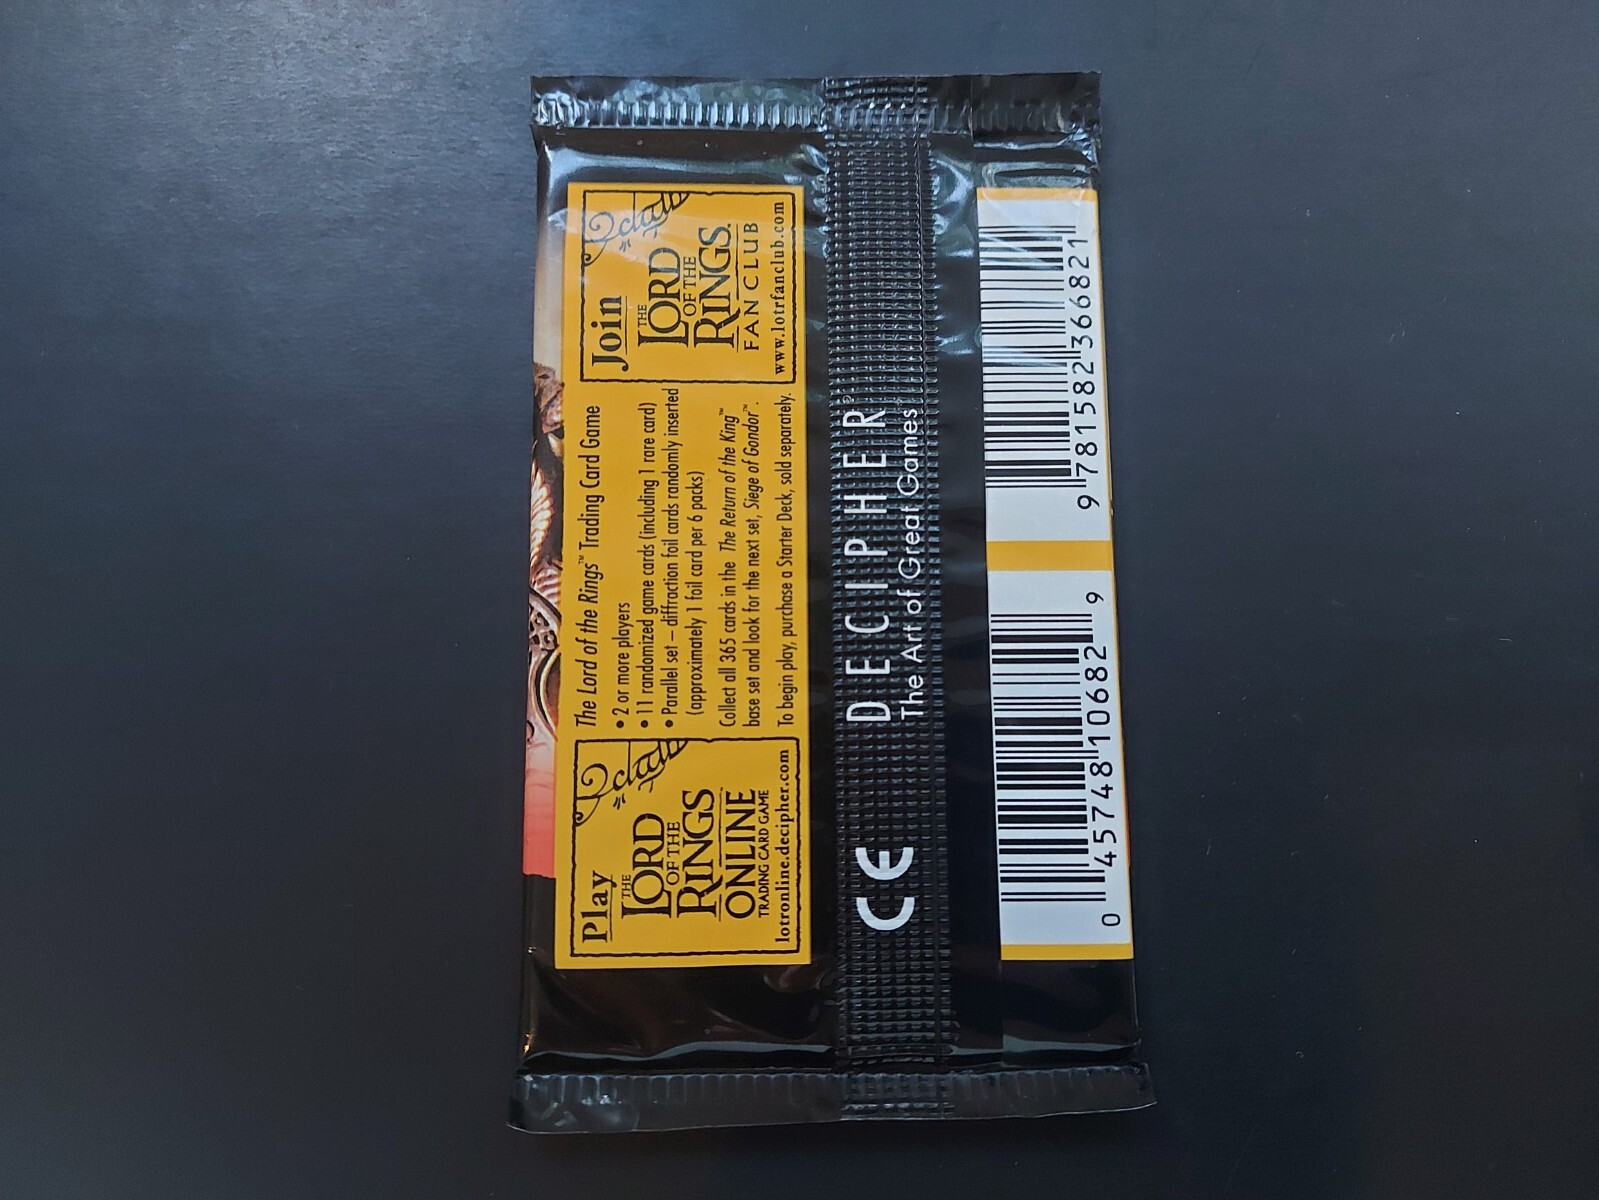 Play
THE
LORD
OF THE
RINGS
ONLINE
TRADING CARD GAME
lotronline.decipher.com
The Lord of the Rings™ Trading Card Game
• 2 or more players
• 11 randomized game cards (including 1 rare card)
• Parallel set – diffraction foil cards randomly inserted
(approximately 1 foil card per 6 packs)
Collect all 365 cards in the The Return of the King™
base set and look for the next set, Siege of Gondor™.
To begin play, purchase a Starter Deck, sold separately.
Join
THE
LORD
OF THE
RINGS.
FAN CLUB
www.lotrfanclub.com
CE
DECIPHER®
The Art of Great Games™
0 45748 10682 9
9 781582 366821